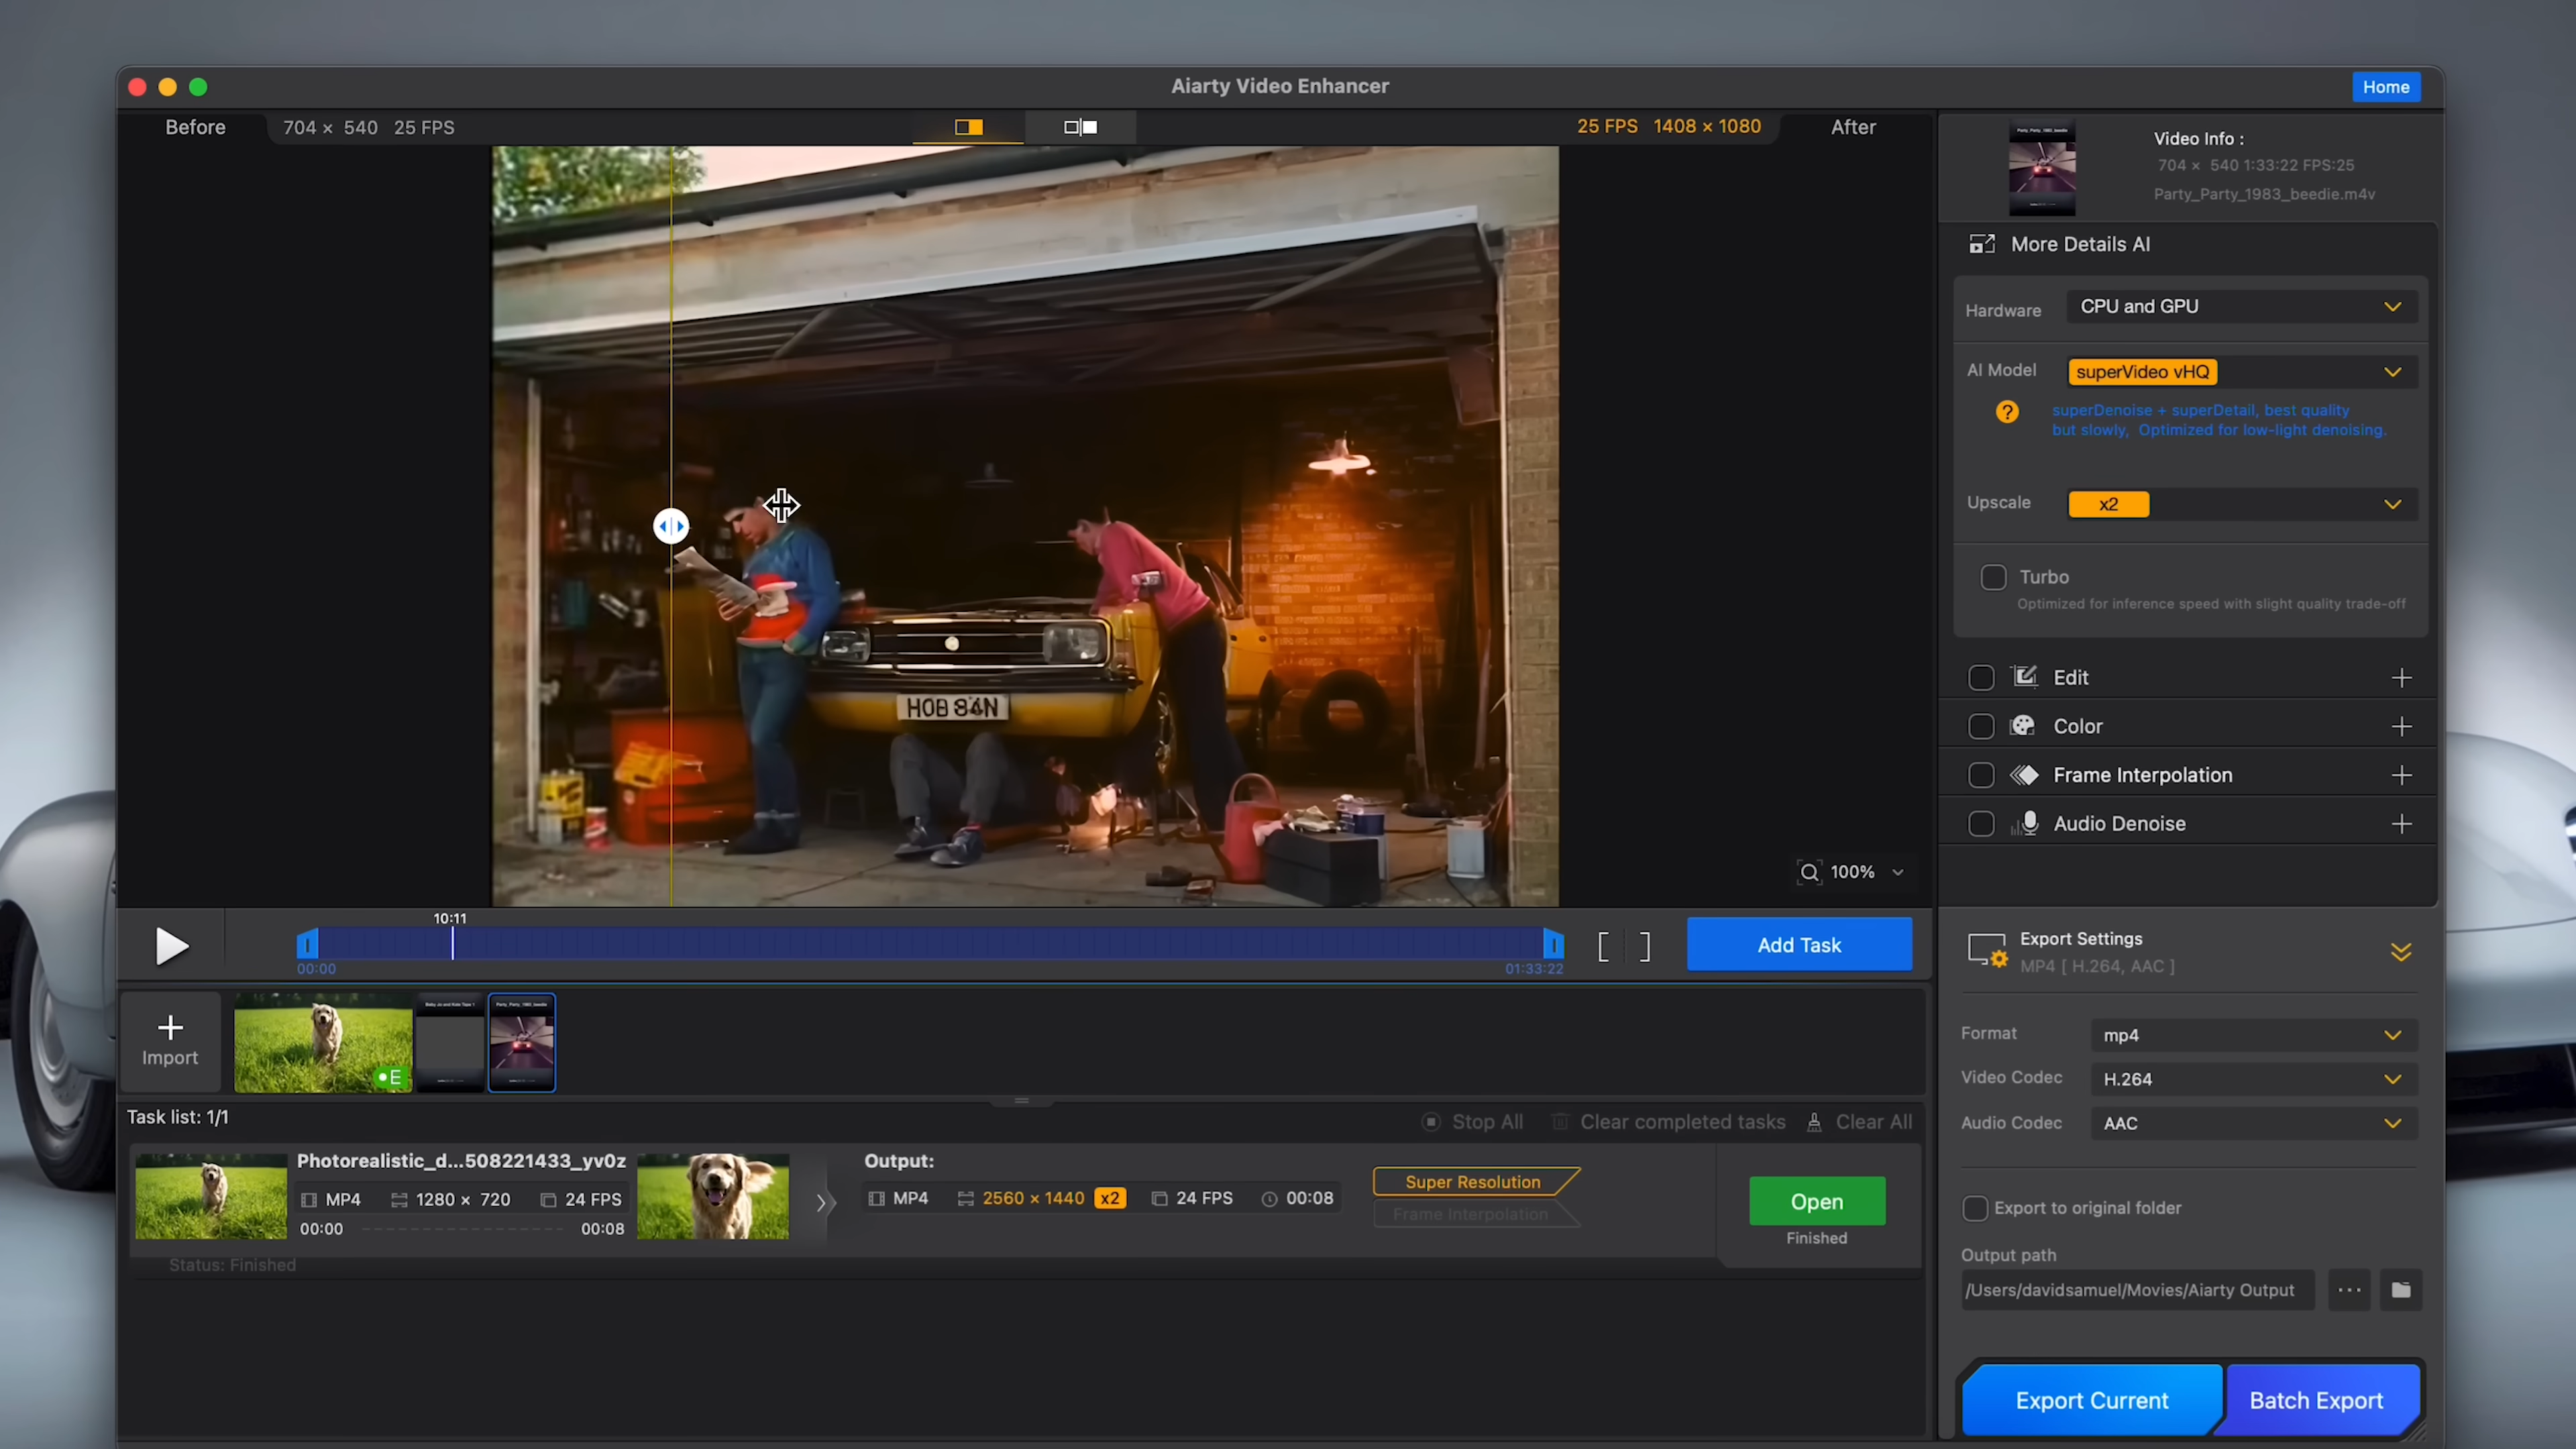 Aiarty Video Enhancer
Home
Before
704 × 540 25 FPS
25 FPS 1408 × 1080
After
HOB 84N
100%
Video Info :
704 × 540 1:33:22 FPS:25
Party_Party_1983_beedie.m4v
More Details AI
Hardware
CPU and GPU
AI Model
superVideo vHQ
?
superDenoise + superDetail, best quality
but slowly, Optimized for low-light denoising.
Upscale
x2
Turbo
Optimized for inference speed with slight quality trade-off
Edit
Color
Frame Interpolation
Audio Denoise
10:11
00:00
01:33:22
[ ]
Add Task
Import
E
Task list: 1/1
Stop All
Clear completed tasks
Clear All
Photorealistic_d...508221433_yv0z
MP4 1280 × 720 24 FPS
00:00 00:08
Output:
MP4 2560 × 1440 x2 24 FPS 00:08
Super Resolution
Frame Interpolation
Open
Finished
Status: Finished
Export Settings
MP4 [ H.264, AAC ]
Format
mp4
Video Codec
H.264
Audio Codec
AAC
Export to original folder
Output path
/Users/davidsamuel/Movies/Aiarty Output
...
Export Current
Batch Export